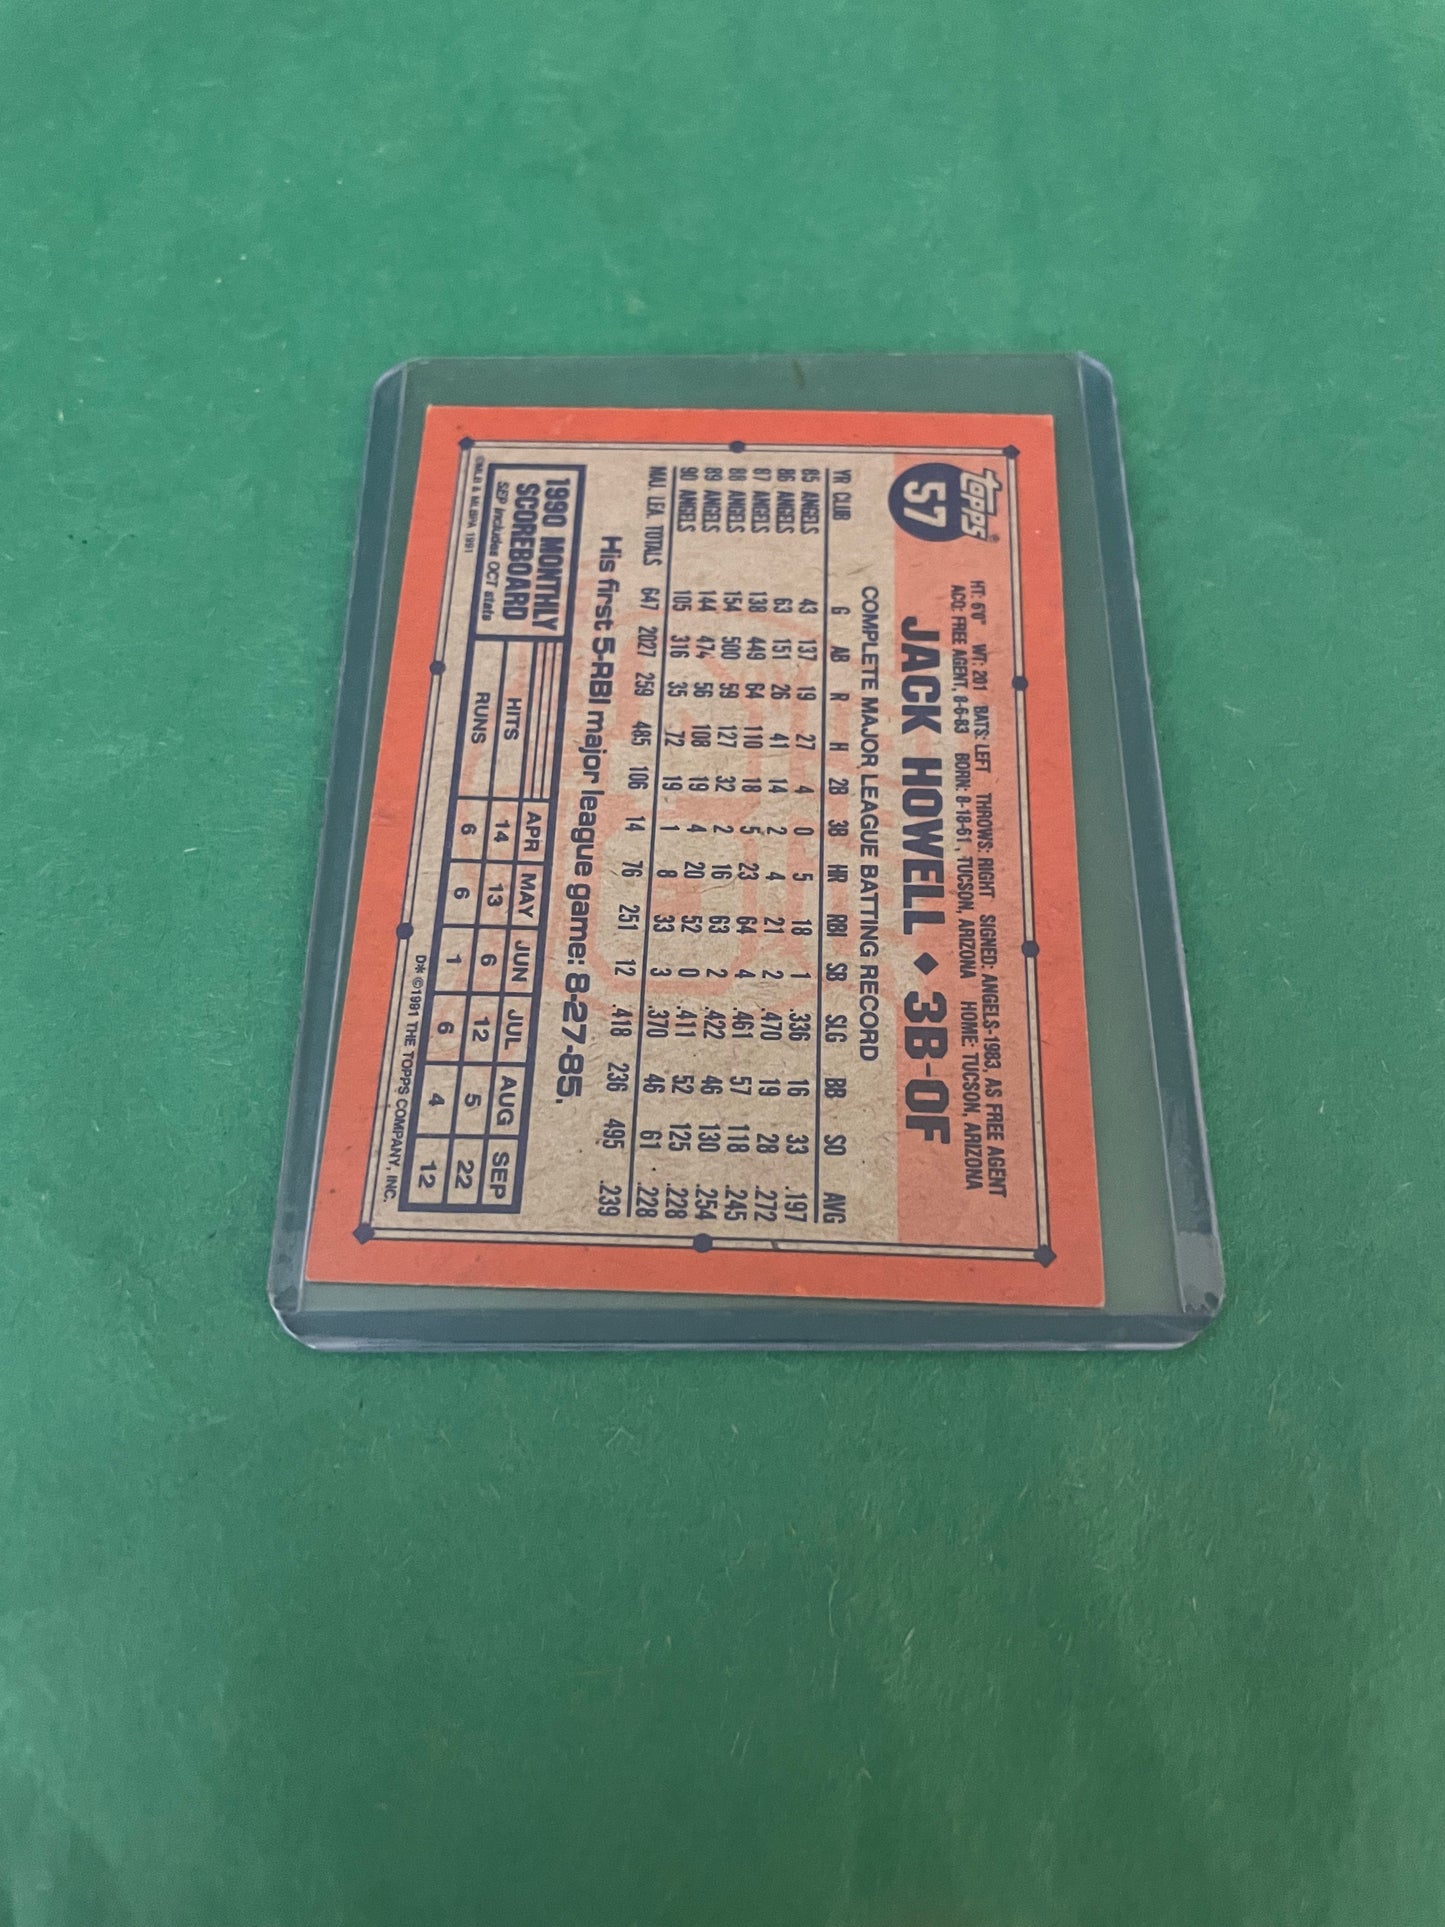 topps®
57
HT: 6'0" WT: 201 BATS: LEFT THROWS: RIGHT SIGNED: ANGELS-1983, AS FREE AGENT
ACQ: FREE AGENT, 8-6-83 BORN: 8-18-61, TUCSON, ARIZONA HOME: TUCSON, ARIZONA
JACK HOWELL ◆ 3B-OF
COMPLETE MAJOR LEAGUE BATTING RECORD
YR CLUB G AB R H 2B 3B HR RBI SB SLG BB SO AVG
85 ANGELS 43 137 19 27 4 0 5 18 1 .336 16 33 .197
86 ANGELS 63 151 26 41 14 2 4 21 2 .470 19 28 .272
87 ANGELS 138 449 64 110 18 5 23 64 4 .461 57 118 .245
88 ANGELS 154 500 59 127 32 2 16 63 2 .422 46 130 .254
89 ANGELS 144 474 56 108 19 4 20 52 0 .411 52 125 .228
90 ANGELS 105 316 35 72 19 1 8 33 3 .370 46 61 .228
MAJ. LEA. TOTALS 647 2027 259 485 106 14 76 251 12 .418 236 495 .239
His first 5-RBI major league game: 8-27-85.
1990 MONTHLY
SCOREBOARD
SEP includes OCT stats
APR MAY JUN JUL AUG SEP
HITS 14 13 6 12 5 22
RUNS 6 6 1 6 4 12
©MLB & MLBPA 1991
D* ©1991 THE TOPPS COMPANY, INC.